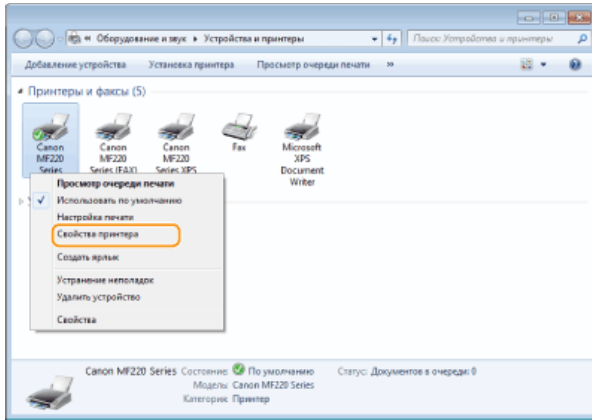 « Оборудование и звук ▸ Устройства и принтеры
Поиск: Устройства и принтеры
Добавление устройства Установка принтера Просмотр очереди печати »
Принтеры и факсы (5)
Canon MF220 Series
Canon MF220 Series (FAX)
Canon MF220 Series XPS
Fax
Microsoft XPS Document Writer
Просмотр очереди печати
Использовать по умолчанию
Настройка печати
Свойства принтера
Создать ярлык
Устранение неполадок
Удалить устройство
Свойства
Canon MF220 Series Состояние: По умолчанию Статус: Документов в очереди: 0
Модель: Canon MF220 Series
Категория: Принтер